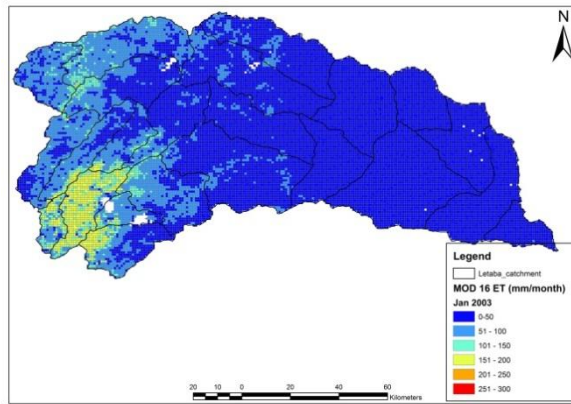 N
Legend
Letaba_catchment
MOD 16 ET (mm/month)
Jan 2003
0-50
51 - 100
101 - 150
151 - 200
201 - 250
251 - 300
20 10 0 20 40 60
Kilometers